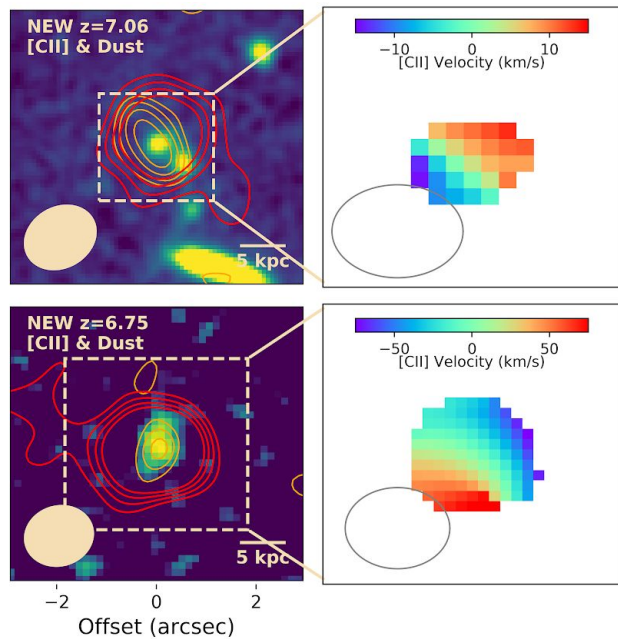 NEW z=7.06
[CII] & Dust
5 kpc
−10 0 10
[CII] Velocity (km/s)
NEW z=6.75
[CII] & Dust
5 kpc
−2 0 2
Offset (arcsec)
−50 0 50
[CII] Velocity (km/s)